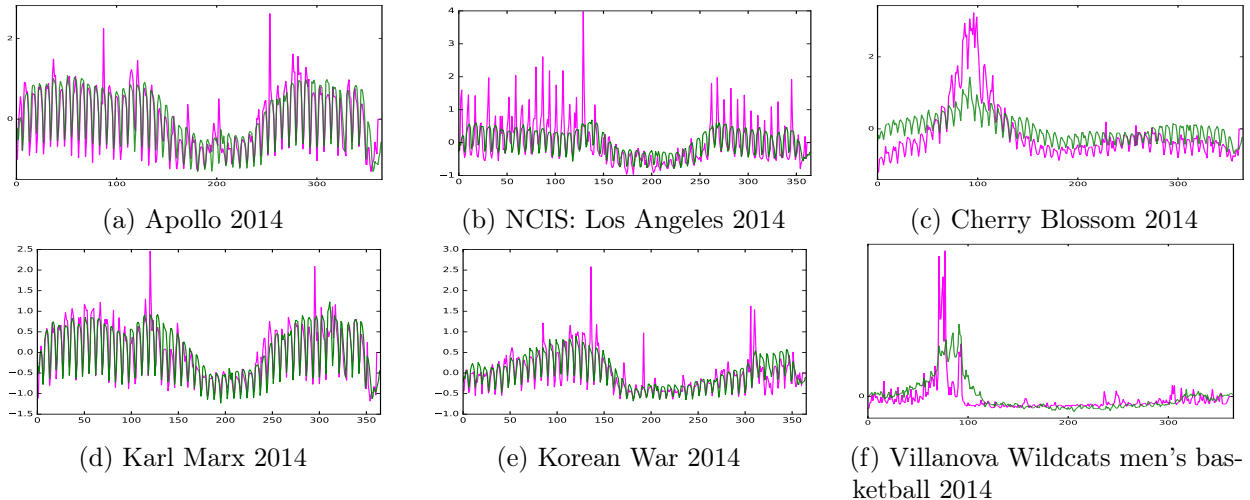 2
0
0 100 200 300
(a) Apollo 2014
4
3
2
1
0
−1
0 50 100 150 200 250 300 350
(b) NCIS: Los Angeles 2014
2
0
0 100 200 300
(c) Cherry Blossom 2014
2.5
2.0
1.5
1.0
0.5
0.0
−0.5
−1.0
−1.5
0 50 100 150 200 250 300 350
(d) Karl Marx 2014
3.0
2.5
2.0
1.5
1.0
0.5
0.0
−0.5
−1.0
0 50 100 150 200 250 300 350
(e) Korean War 2014
0
0 100 200 300
(f) Villanova Wildcats men's bas-
ketball 2014